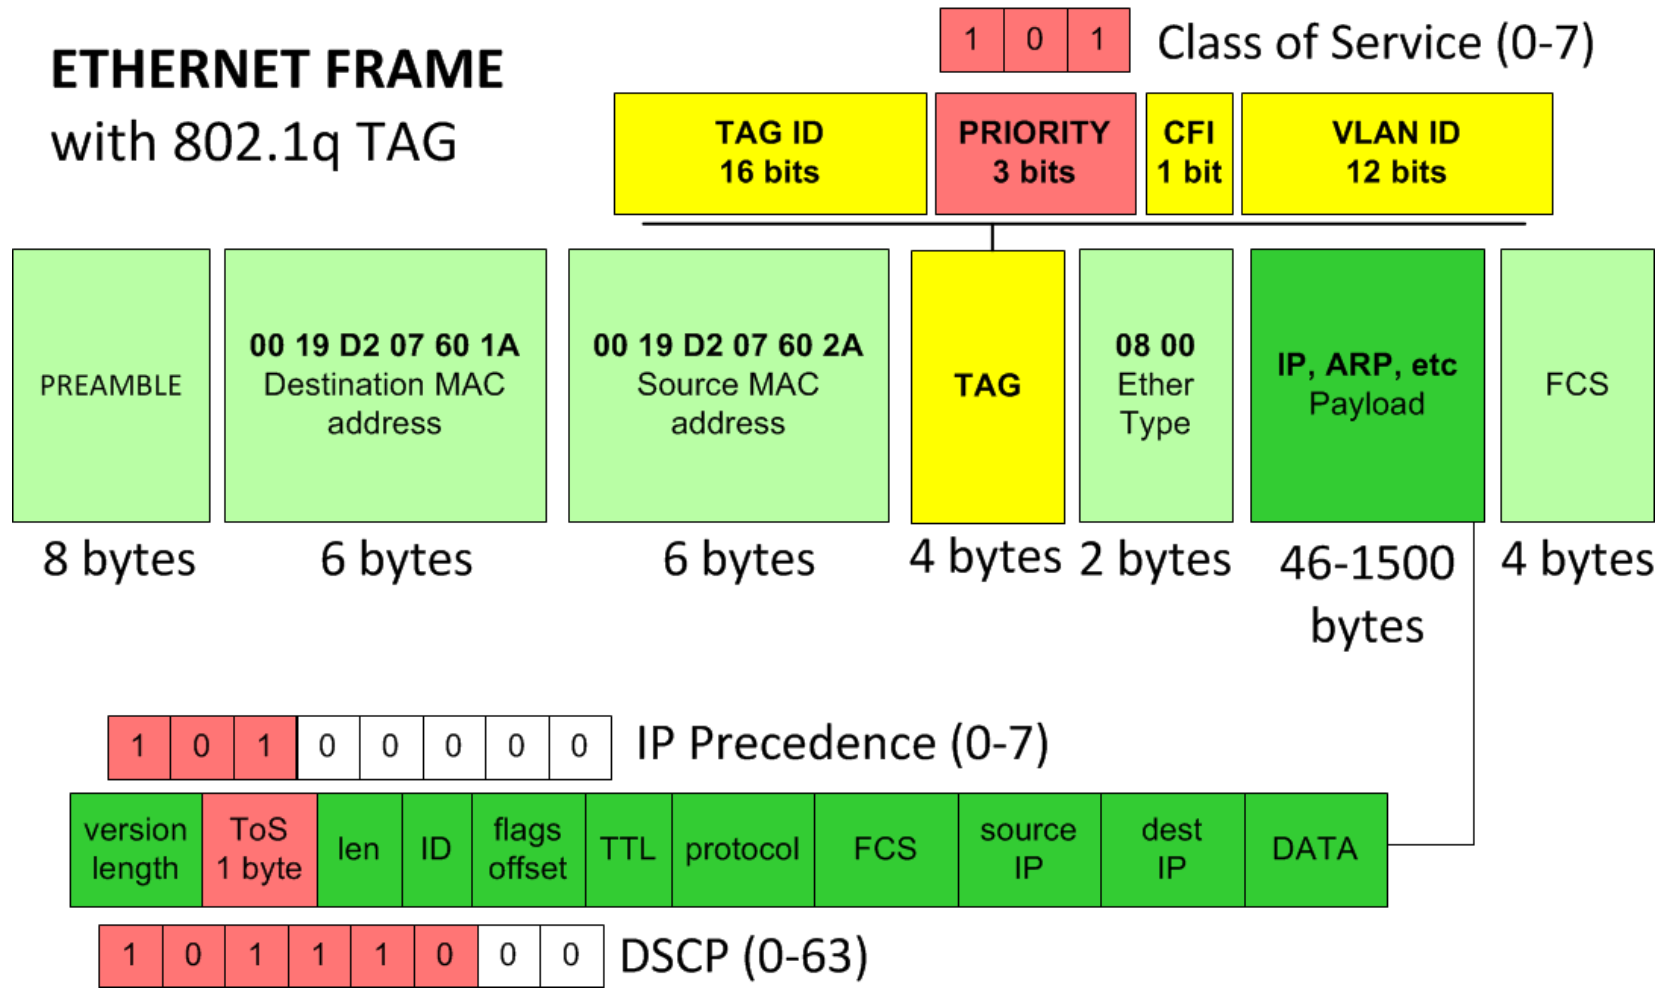 ETHERNET FRAME
with 802.1q TAG
1 0 1 Class of Service (0-7)
TAG ID
16 bits
PRIORITY
3 bits
CFI
1 bit
VLAN ID
12 bits
PREAMBLE
00 19 D2 07 60 1A
Destination MAC
address
00 19 D2 07 60 2A
Source MAC
address
TAG
08 00
Ether
Type
IP, ARP, etc
Payload
FCS
8 bytes
6 bytes
6 bytes
4 bytes
2 bytes
46-1500
bytes
4 bytes
1 0 1 0 0 0 0 0 IP Precedence (0-7)
version
length
ToS
1 byte
len
ID
flags
offset
TTL
protocol
FCS
source
IP
dest
IP
DATA
1 0 1 1 1 0 0 0 DSCP (0-63)